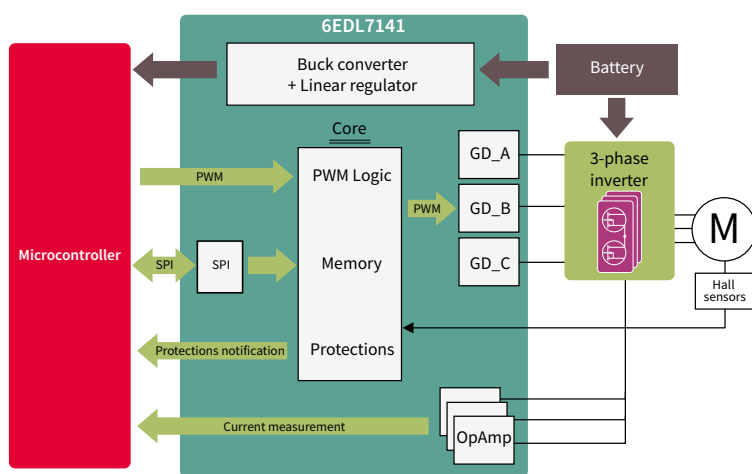 6EDL7141
Buck converter
+ Linear regulator
Battery
Core
PWM
PWM Logic
PWM
GD_A
GD_B
GD_C
3-phase
inverter
M
Hall
sensors
Microcontroller
SPI
SPI
Memory
Protections notification
Protections
Current measurement
OpAmp